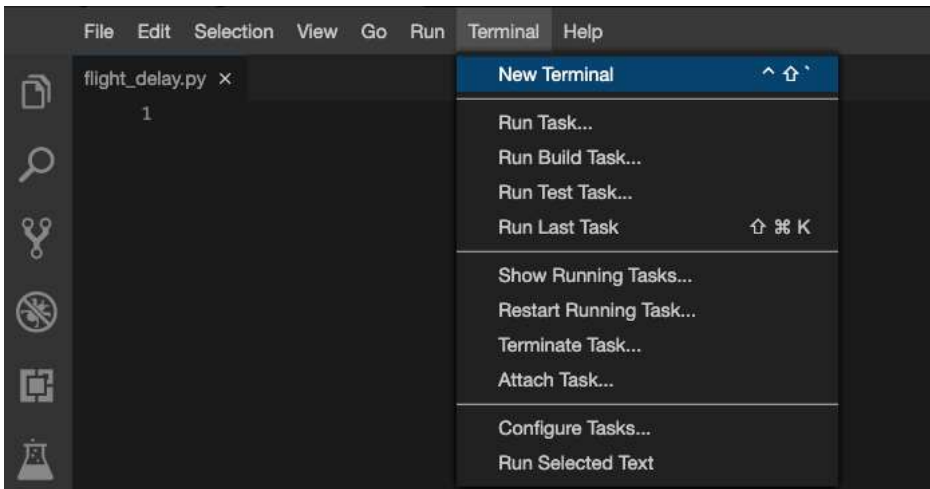 File Edit Selection View Go Run Terminal Help
flight_delay.py ×
1
New Terminal ^ ⇧ `
Run Task...
Run Build Task...
Run Test Task...
Run Last Task ⇧ ⌘ K
Show Running Tasks...
Restart Running Task...
Terminate Task...
Attach Task...
Configure Tasks...
Run Selected Text